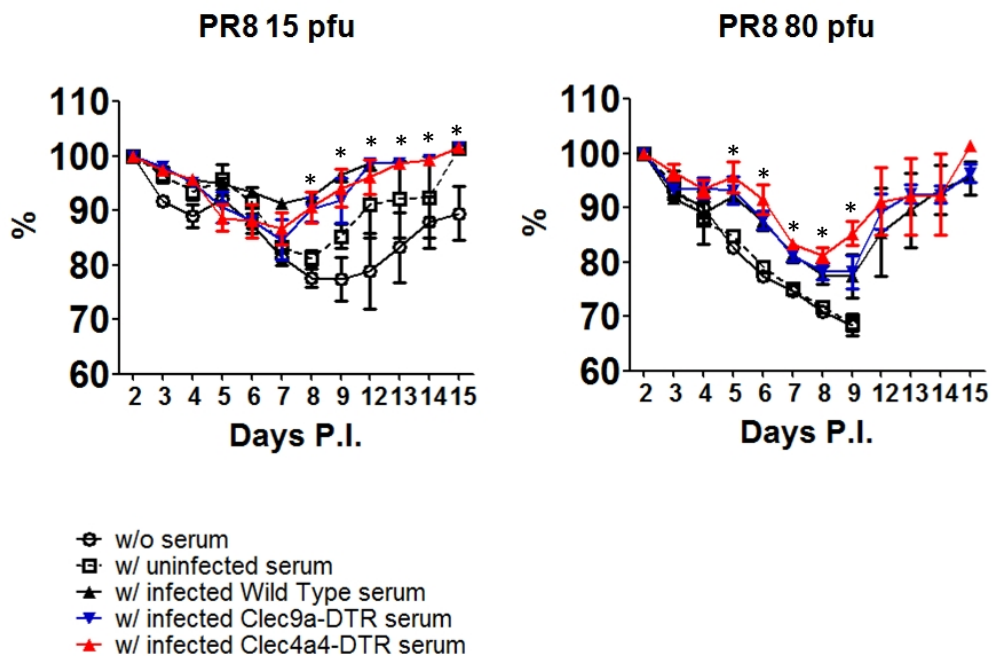 PR8 15 pfu
PR8 80 pfu
110
100
90
80
70
60
%
* * * * * *
2 3 4 5 6 7 8 9 12 13 14 15
Days P.I.
110
100
90
80
70
60
%
* * * * * *
2 3 4 5 6 7 8 9 12 13 14 15
Days P.I.
w/o serum
w/ uninfected serum
w/ infected Wild Type serum
w/ infected Clec9a-DTR serum
w/ infected Clec4a4-DTR serum